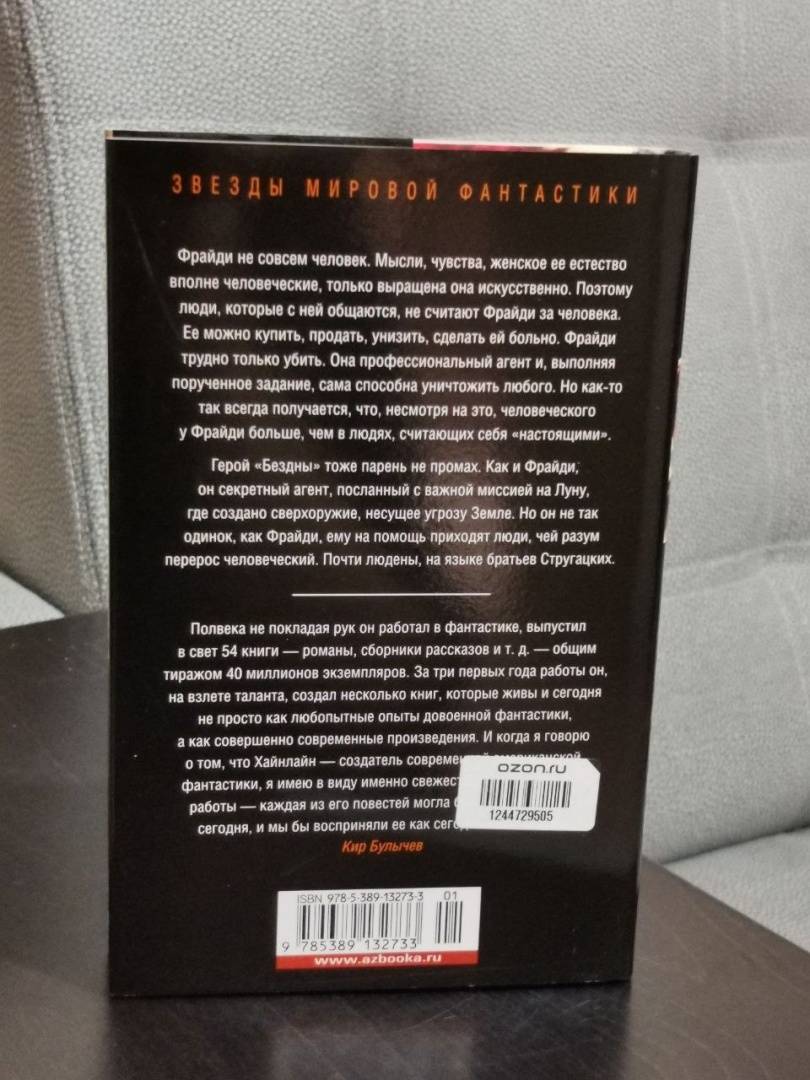 ЗВЕЗДЫ МИРОВОЙ ФАНТАСТИКИ
Фрайди не совсем человек. Мысли, чувства, женское ее естество
вполне человеческие, только выращена она искусственно. Поэтому
люди, которые с ней общаются, не считают Фрайди за человека.
Ее можно купить, продать, унизить, сделать ей больно. Фрайди
трудно только убить. Она профессиональный агент и, выполняя
порученное задание, сама способна уничтожить любого. Но как-то
так всегда получается, что, несмотря на это, человеческого
у Фрайди больше, чем в людях, считающих себя «настоящими».
Герой «Бездны» тоже парень не промах. Как и Фрайди,
он секретный агент, посланный с важной миссией на Луну,
где создано сверхоружие, несущее угрозу Земле. Но он не так
одинок, как Фрайди, ему на помощь приходят люди, чей разум
перерос человеческий. Почти людены, на языке братьев Стругацких.
Полвека не покладая рук он работал в фантастике, выпустил
в свет 54 книги — романы, сборники рассказов и т. д. — общим
тиражом 40 миллионов экземпляров. За три первых года работы он,
на взлете таланта, создал несколько книг, которые живы и сегодня
не просто как любопытные опыты довоенной фантастики,
а как совершенно современные произведения. И когда я говорю
о том, что Хайнлайн — создатель американской
фантастики, я имею в виду именно
работы — каждая из его повестей могла
сегодня, и мы бы восприняли ее как
Кир Булычев
ozon.ru
1244729505
ISBN 978-5-389-13273-3
01
9 785389 132733
www.azbooka.ru